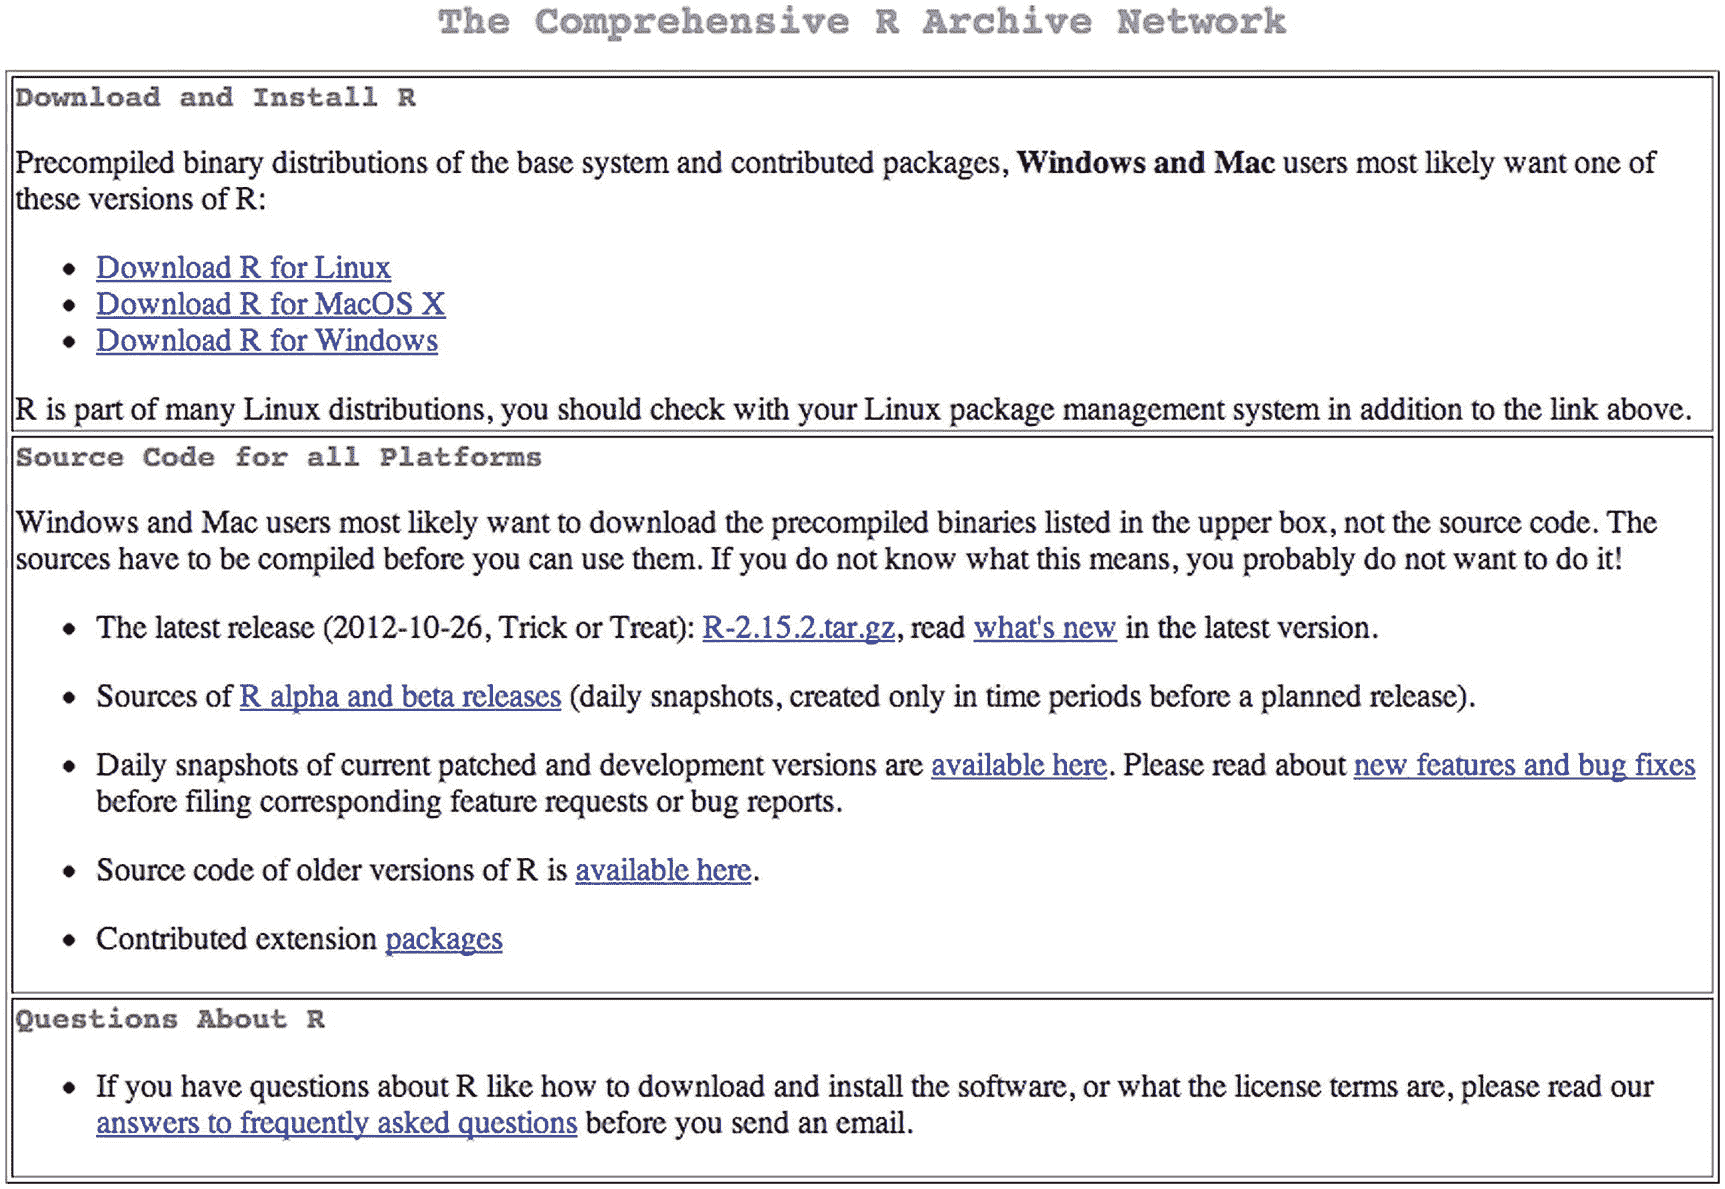 The Comprehensive R Archive Network
Download and Install R
Precompiled binary distributions of the base system and contributed packages, Windows and Mac users most likely want one of
these versions of R:
• Download R for Linux
• Download R for MacOS X
• Download R for Windows
R is part of many Linux distributions, you should check with your Linux package management system in addition to the link above.
Source Code for all Platforms
Windows and Mac users most likely want to download the precompiled binaries listed in the upper box, not the source code. The
sources have to be compiled before you can use them. If you do not know what this means, you probably do not want to do it!
• The latest release (2012-10-26, Trick or Treat): R-2.15.2.tar.gz, read what's new in the latest version.
• Sources of R alpha and beta releases (daily snapshots, created only in time periods before a planned release).
• Daily snapshots of current patched and development versions are available here. Please read about new features and bug fixes
before filing corresponding feature requests or bug reports.
• Source code of older versions of R is available here.
• Contributed extension packages
Questions About R
• If you have questions about R like how to download and install the software, or what the license terms are, please read our
answers to frequently asked questions before you send an email.